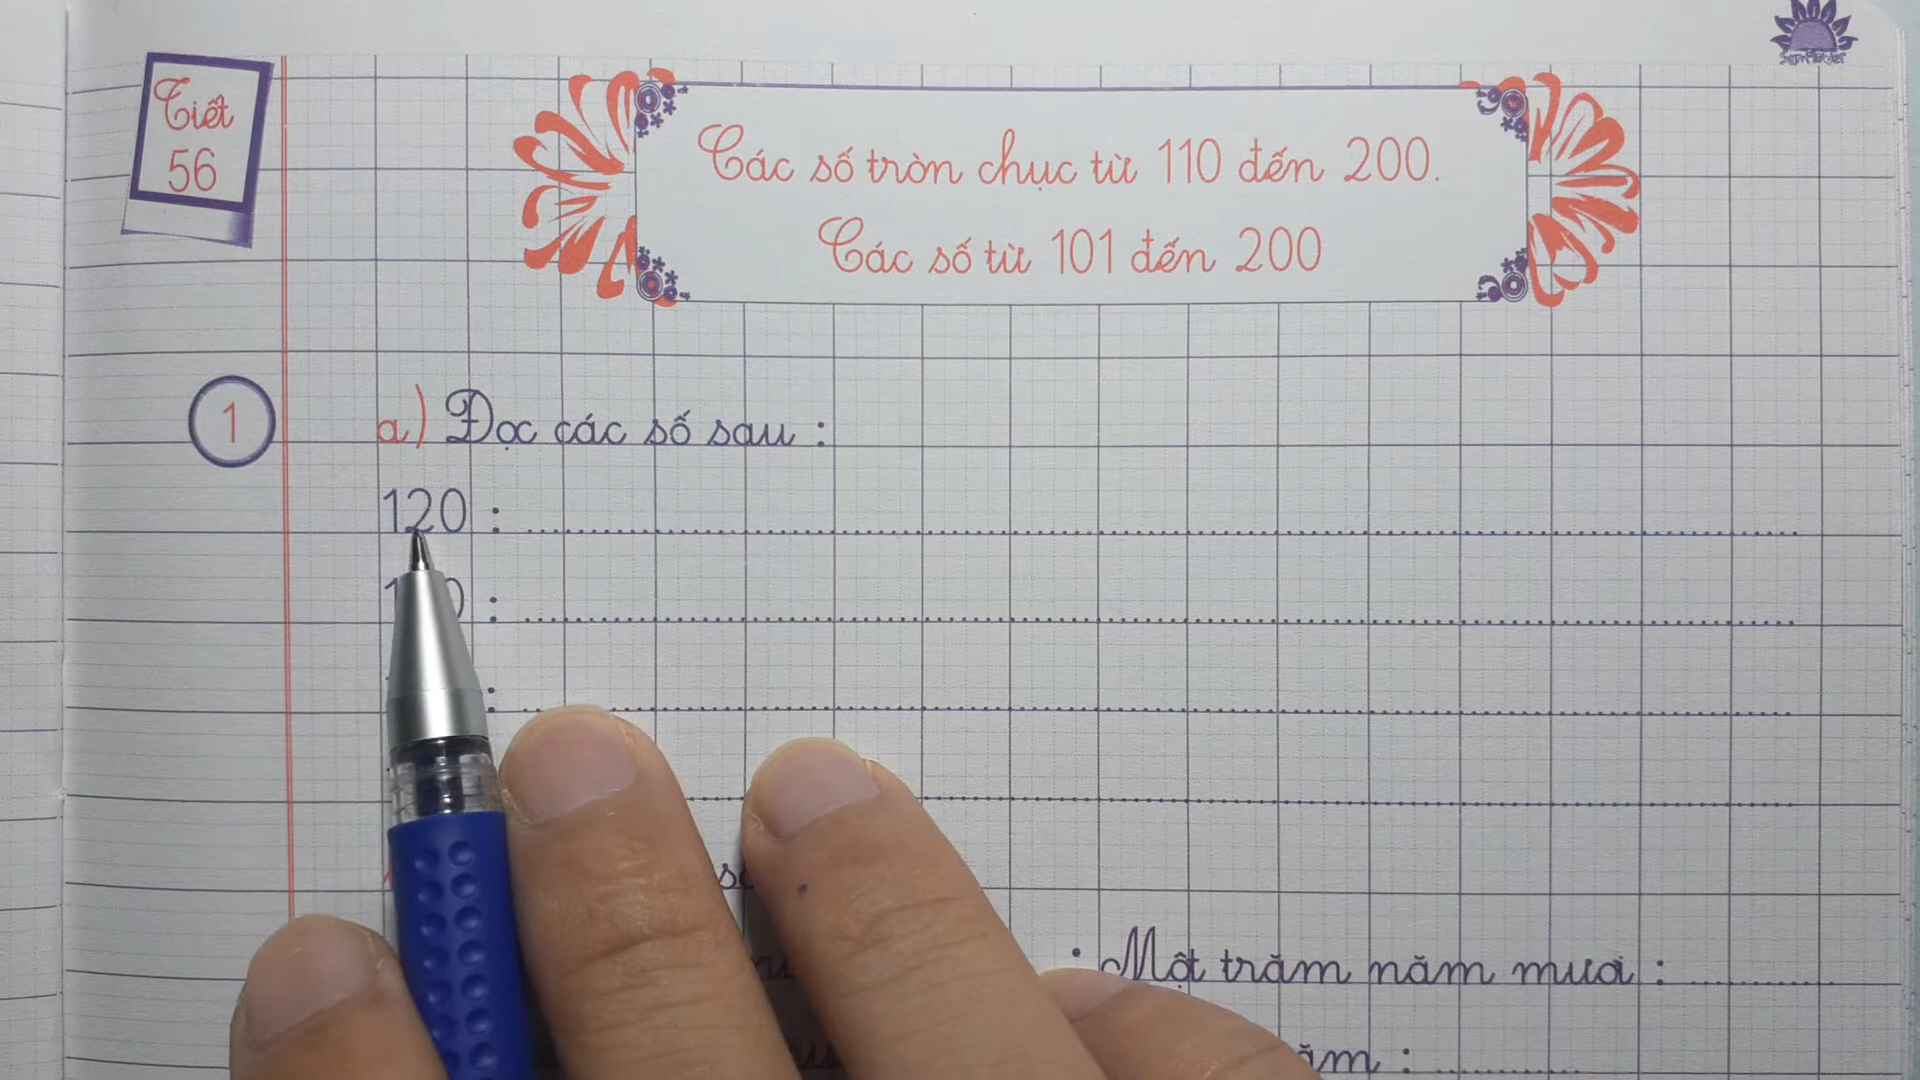 Tiết
56
Các số tròn chục từ 110 đến 200.
Các số từ 101 đến 200
1
a) Đọc các số sau :
120 :
:
:
Một trăm năm mươi :
: